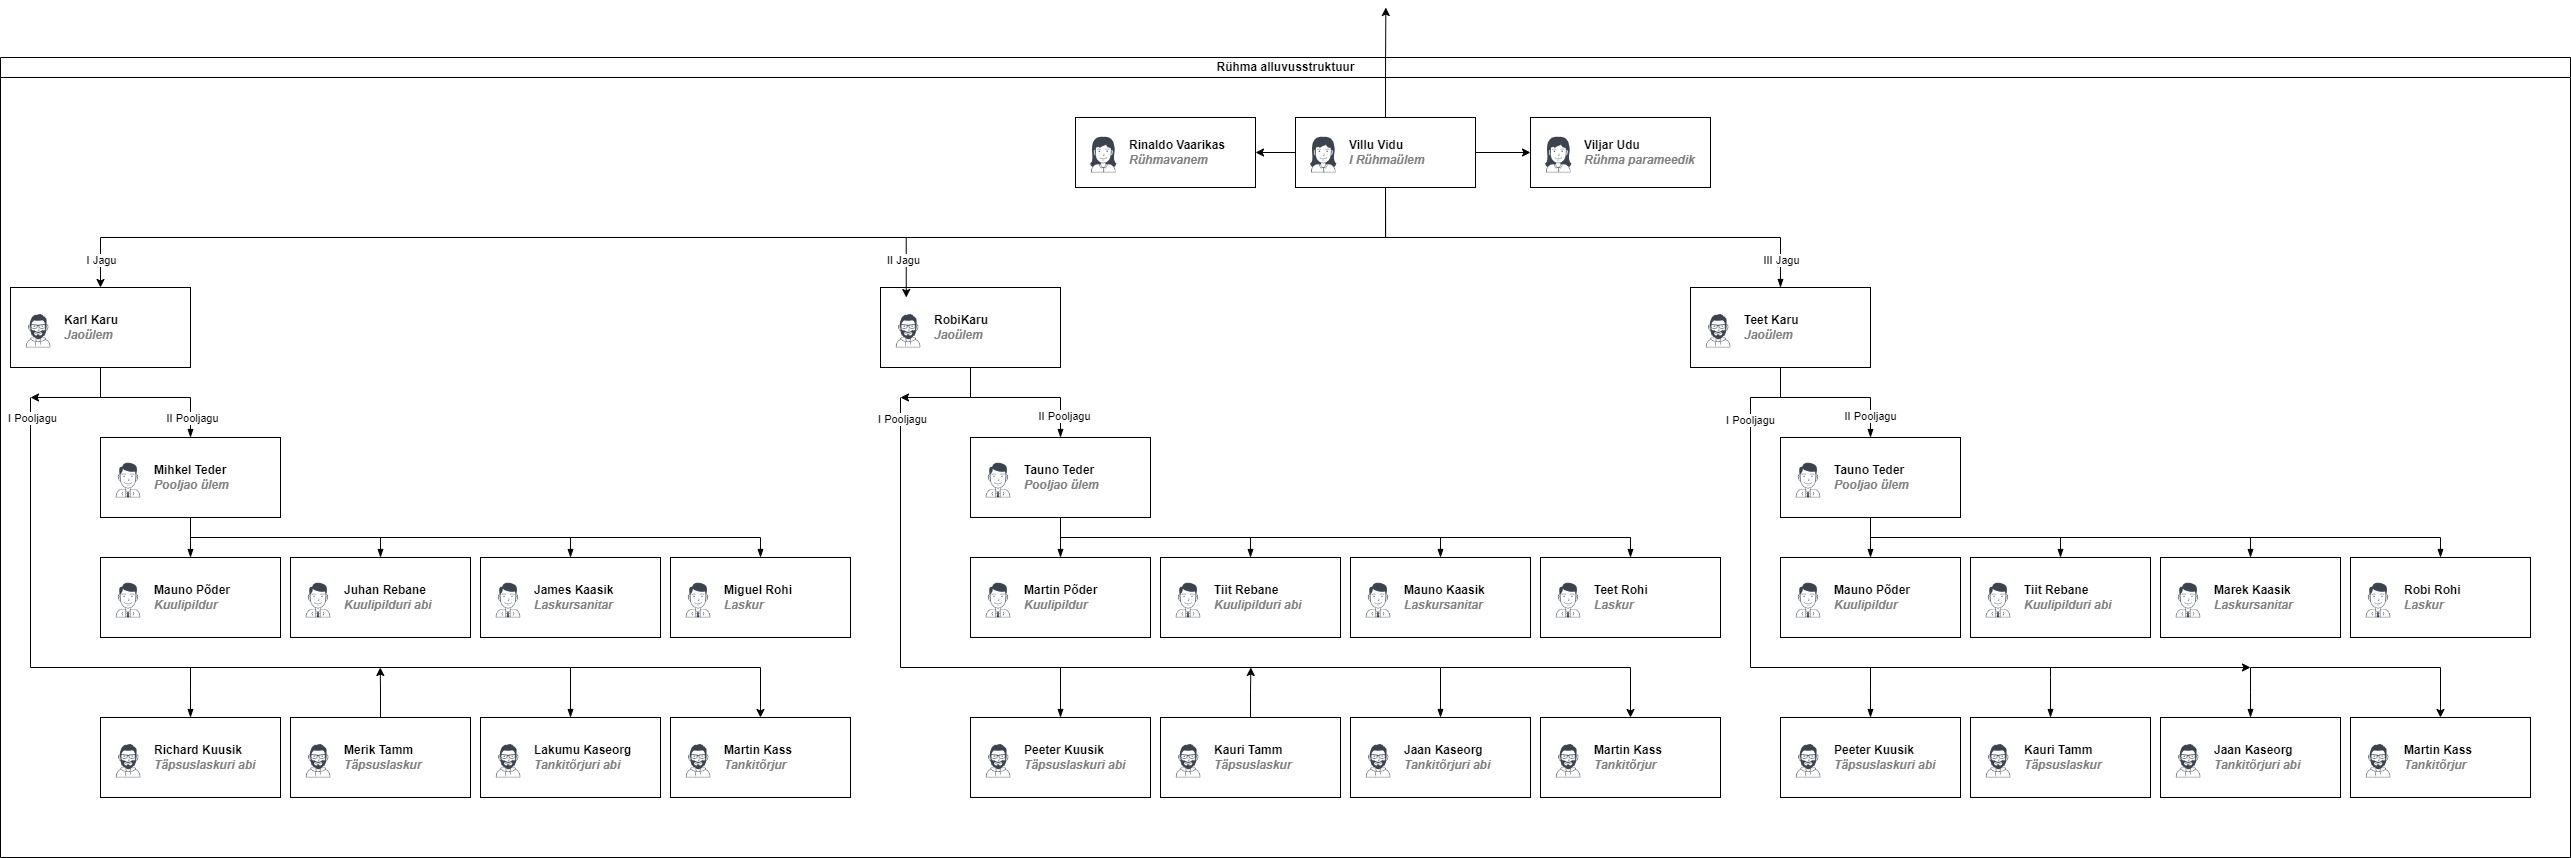 Rühma alluvusstruktuur
Rinaldo Vaarikas
Rühmavanem
Villu Vidu
I Rühmaülem
Viljar Udu
Rühma parameedik
I Jagu
II Jagu
III Jagu
Karl Karu
Jaoülem
RobiKaru
Jaoülem
Teet Karu
Jaoülem
I Pooljagu
II Pooljagu
I Pooljagu
II Pooljagu
I Pooljagu
II Pooljagu
Mihkel Teder
Pooljao ülem
Tauno Teder
Pooljao ülem
Tauno Teder
Pooljao ülem
Mauno Põder
Kuulipildur
Juhan Rebane
Kuulipilduri abi
James Kaasik
Laskursanitar
Miguel Rohi
Laskur
Martin Põder
Kuulipildur
Tiit Rebane
Kuulipilduri abi
Mauno Kaasik
Laskursanitar
Teet Rohi
Laskur
Mauno Põder
Kuulipildur
Tiit Rebane
Kuulipilduri abi
Marek Kaasik
Laskursanitar
Robi Rohi
Laskur
Richard Kuusik
Täpsuslaskuri abi
Merik Tamm
Täpsuslaskur
Lakumu Kaseorg
Tankitõrjuri abi
Martin Kass
Tankitõrjur
Peeter Kuusik
Täpsuslaskuri abi
Kauri Tamm
Täpsuslaskur
Jaan Kaseorg
Tankitõrjuri abi
Martin Kass
Tankitõrjur
Peeter Kuusik
Täpsuslaskuri abi
Kauri Tamm
Täpsuslaskur
Jaan Kaseorg
Tankitõrjuri abi
Martin Kass
Tankitõrjur